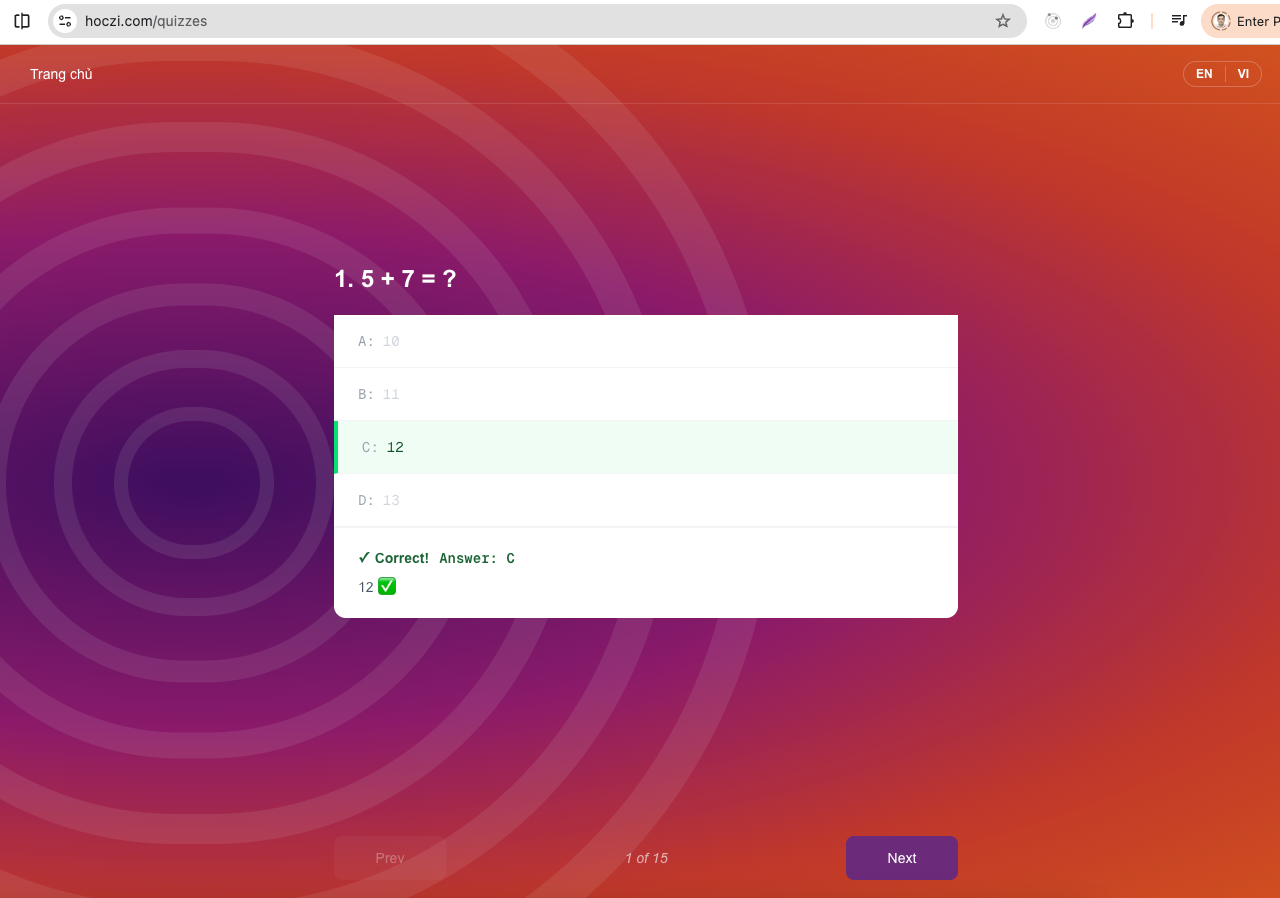 hoczi.com/quizzes
Enter P
Trang chủ
EN
VI
1. 5 + 7 = ?
A: 10
B: 11
C: 12
D: 13
✓ Correct! Answer: C
12 ✅
Prev
1 of 15
Next